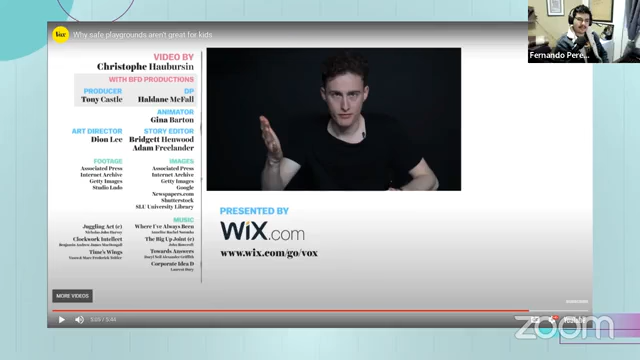 Vox
Why safe playgrounds aren't great for kids
Fernando Pere...
VIDEO BY
Christophe Haubursin
WITH BFD PRODUCTIONS
PRODUCER
Tony Castle
DP
Haldane McFall
ANIMATOR
Gina Barton
ART DIRECTOR
Dion Lee
STORY EDITOR
Bridgett Henwood
Adam Freelander
FOOTAGE
Associated Press
Internet Archive
Getty Images
Studio Ludo
IMAGES
Associated Press
Internet Archive
Getty Images
Google
Newspapers.com
Shutterstock
SLU University Library
MUSIC
Juggling Act (c)
Nicholas John Harvey
Clockwork Intellect
Time's Wings
Where I've Always Been
The Big Up Joint (c)
Towards Answers
Corporate Idea D
PRESENTED BY
WiX.com
www.wix.com/go/vox
MORE VIDEOS
zoom